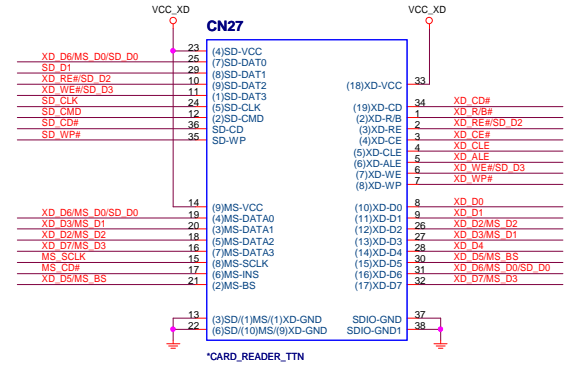 VCC_XD VCC_XD
CN27
23 (4)SD-VCC
XD_D6/MS_D0/SD_D0 25 (7)SD-DAT0
SD_D1 29 (8)SD-DAT1
XD_RE#/SD_D2 10 (9)SD-DAT2 (18)XD-VCC 33
XD_WE#/SD_D3 11 (1)SD-DAT3
SD_CLK 24 (5)SD-CLK (19)XD-CD 34 XD_CD#
SD_CMD 12 (2)SD-CMD (2)XD-R/B 1 XD_R/B#
SD_CD# 36 SD-CD (3)XD-RE 2 XD_RE#/SD_D2
SD_WP# 35 SD-WP (4)XD-CE 3 XD_CE#
(5)XD-CLE 4 XD_CLE
(6)XD-ALE 5 XD_ALE
(7)XD-WE 6 XD_WE#/SD_D3
(8)XD-WP 7 XD_WP#
14 (9)MS-VCC (10)XD-D0 8 XD_D0
XD_D6/MS_D0/SD_D0 19 (4)MS-DATA0 (11)XD-D1 9 XD_D1
XD_D3/MS_D1 20 (3)MS-DATA1 (12)XD-D2 26 XD_D2/MS_D2
XD_D2/MS_D2 18 (5)MS-DATA2 (13)XD-D3 27 XD_D3/MS_D1
XD_D7/MS_D3 16 (7)MS-DATA3 (14)XD-D4 28 XD_D4
MS_SCLK 15 (8)MS-SCLK (15)XD-D5 30 XD_D5/MS_BS
MS_CD# 17 (6)MS-INS (16)XD-D6 31 XD_D6/MS_D0/SD_D0
XD_D5/MS_BS 21 (2)MS-BS (17)XD-D7 32 XD_D7/MS_D3
13 (3)SD/(1)MS/(1)XD-GND SDIO-GND 37
22 (6)SD/(10)MS/(9)XD-GND SDIO-GND1 38
*CARD_READER_TTN